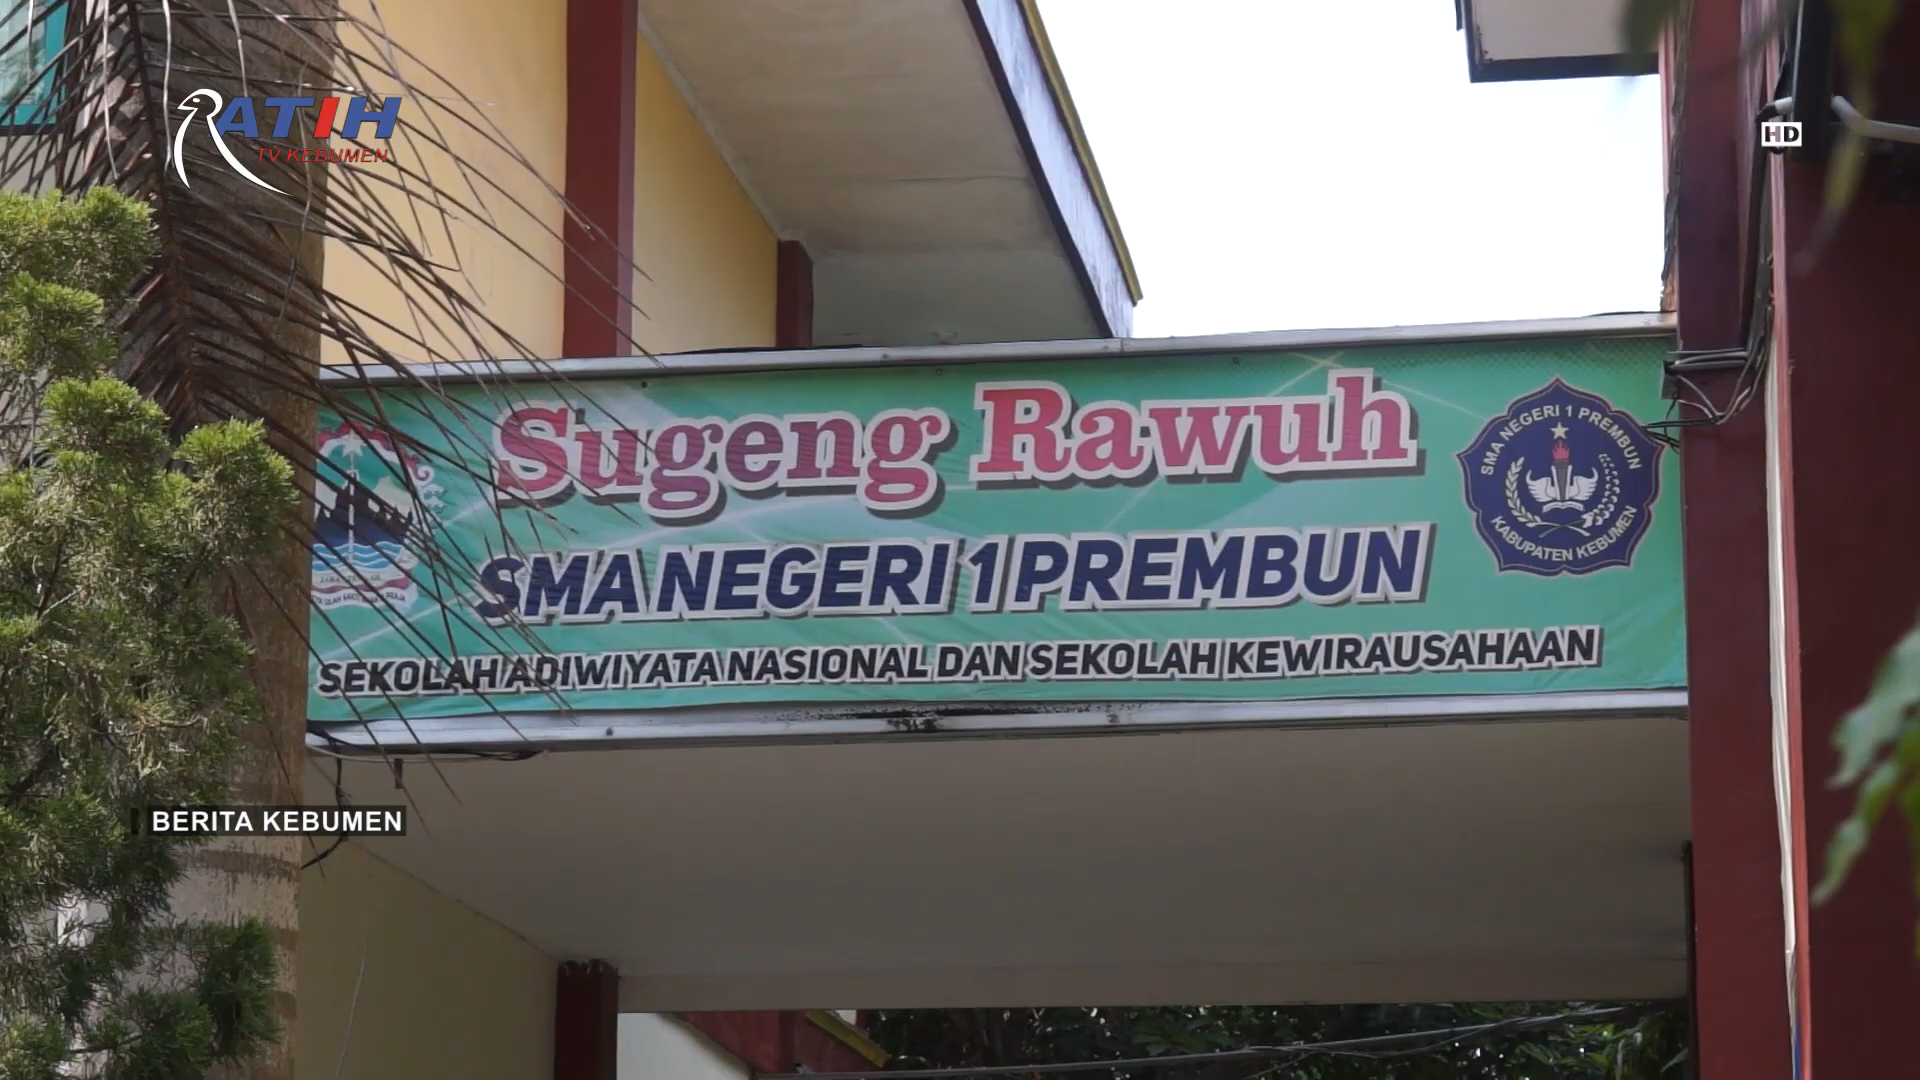 RATIH
TV KEBUMEN
HD
Sugeng Rawuh
SMA NEGERI 1 PREMBUN
SEKOLAH ADIWIYATA NASIONAL DAN SEKOLAH KEWIRAUSAHAAN
SMA NEGERI 1 PREMBUN
KABUPATEN KEBUMEN
BERITA KEBUMEN